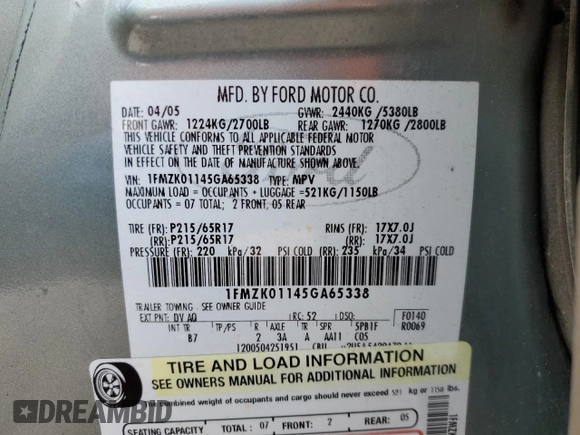 MFD. BY FORD MOTOR CO.
DATE: 04/05 GVWR: 2440KG /5380LB
FRONT GAWR: 1224KG/2700LB REAR GAWR: 1270KG/2800LB
THIS VEHICLE CONFORMS TO ALL APPLICABLE FEDERAL MOTOR
VEHICLE SAFETY AND THEFT PREVENTION STANDARDS
IN EFFECT ON THE DATE OF MANUFACTURE SHOWN ABOVE.
Ford
VIN: 1FMZK01145GA65338 TYPE: MPV
MAXIMUM LOAD = OCCUPANTS + LUGGAGE =521KG/1150LB
OCCUPANTS = 07 TOTAL; 2 FRONT, 05 REAR
TIRE (FR): P215/65R17 RIMS (FR): 17X7.0J
(RR): P215/65R17 (RR): 17X7.0J
PRESSURE (FR): 220 kPa/32 PSI COLD (RR): 235 kPa/34 PSI COLD
1FMZK01145GA65338
TRAILER TOWING - SEE OWNER GUIDE
EXT PNT: DV AQ RC: 52 DSO: F0140
INT TR TP/PS R AXLE TR SPR SPB1F R0069
B7 2 3A A AA11 C05
1200504251951 CBU
TIRE AND LOAD INFORMATION
SEE OWNERS MANUAL FOR ADDITIONAL INFORMATION
combined weight of occupants and cargo should never exceed 521 kg or 1150 lbs.
SEATING CAPACITY TOTAL : 07 FRONT: 2 REAR: 05
DREAMBID